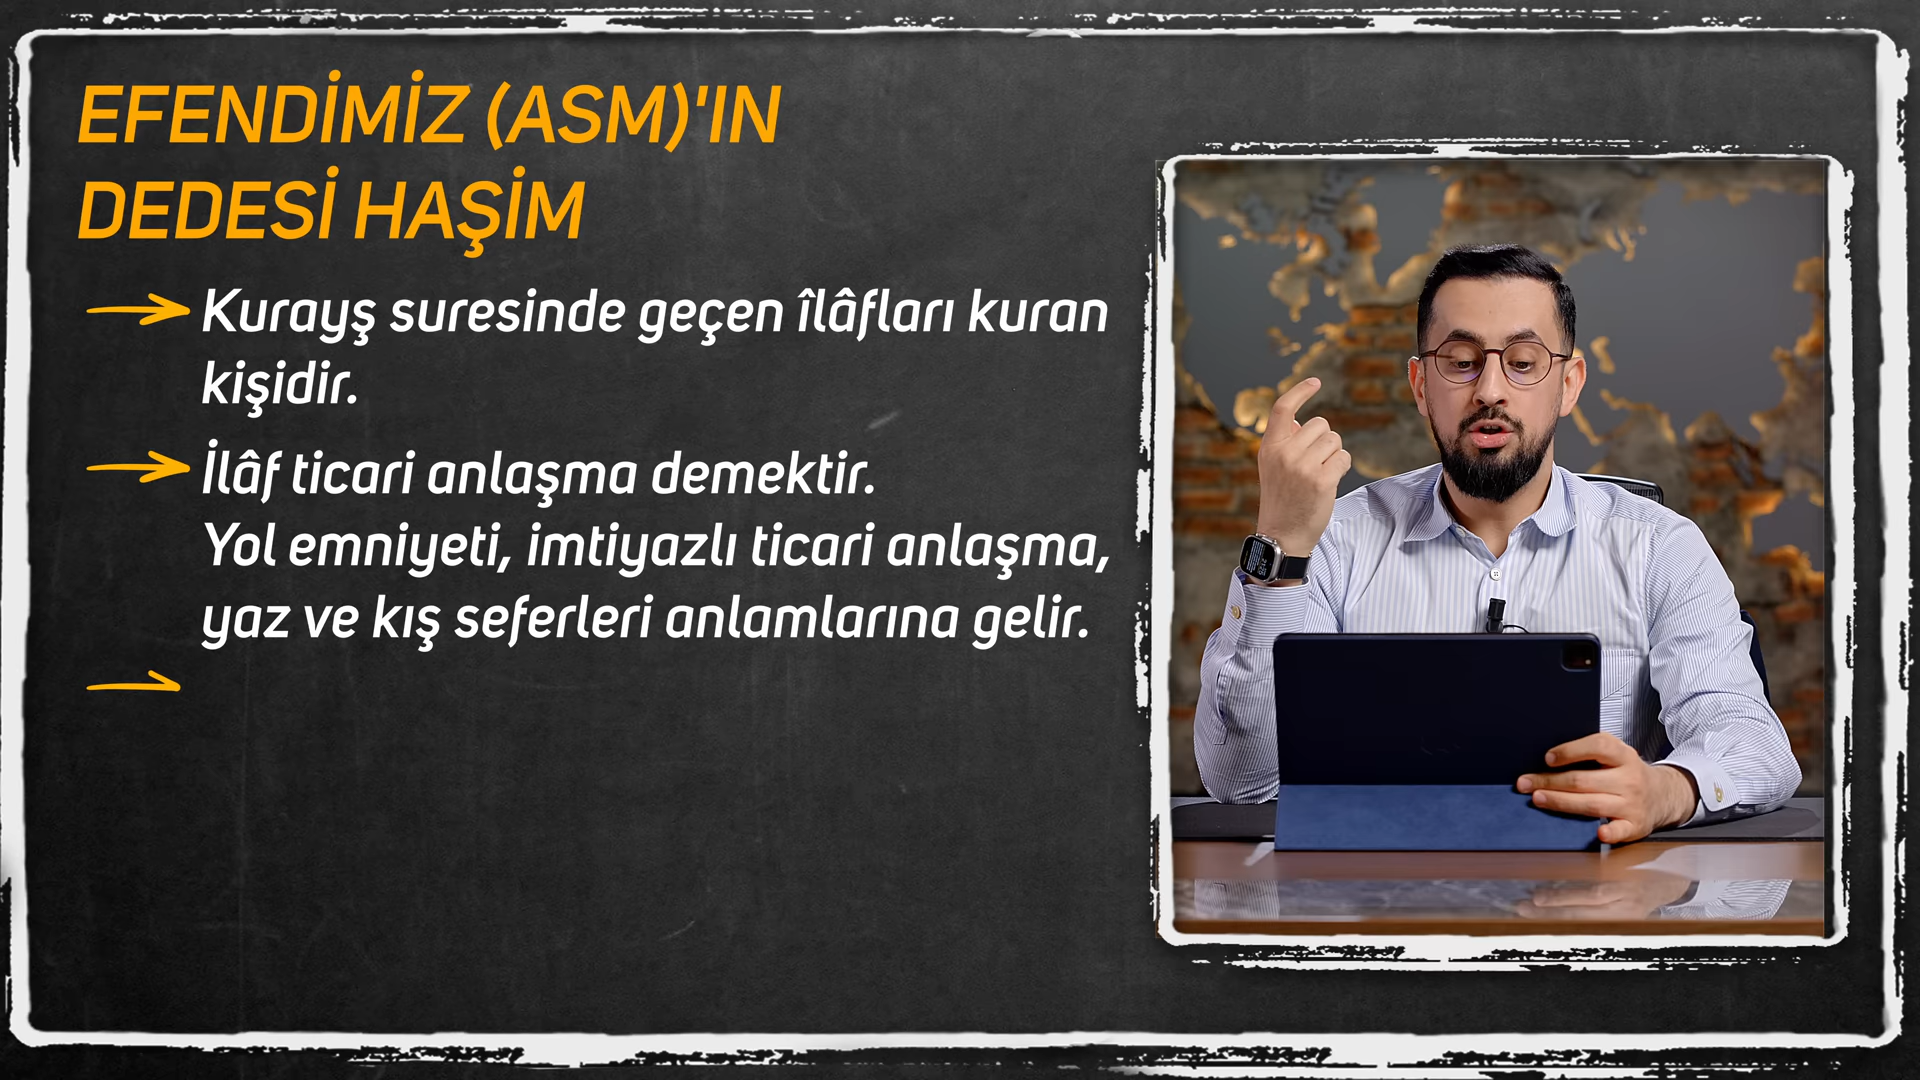 EFENDİMİZ (ASM)'IN
DEDESİ HAŞİM
Kurayş suresinde geçen îlâfları kuran
kişidir.
İlâf ticari anlaşma demektir.
Yol emniyeti, imtiyazlı ticari anlaşma,
yaz ve kış seferleri anlamlarına gelir.